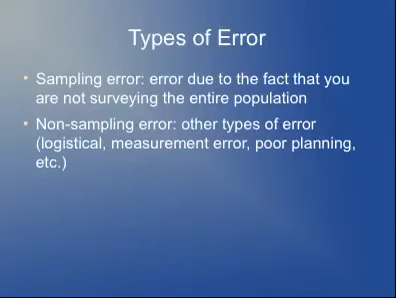 Types of Error
• Sampling error: error due to the fact that you
are not surveying the entire population
• Non-sampling error: other types of error
(logistical, measurement error, poor planning,
etc.)